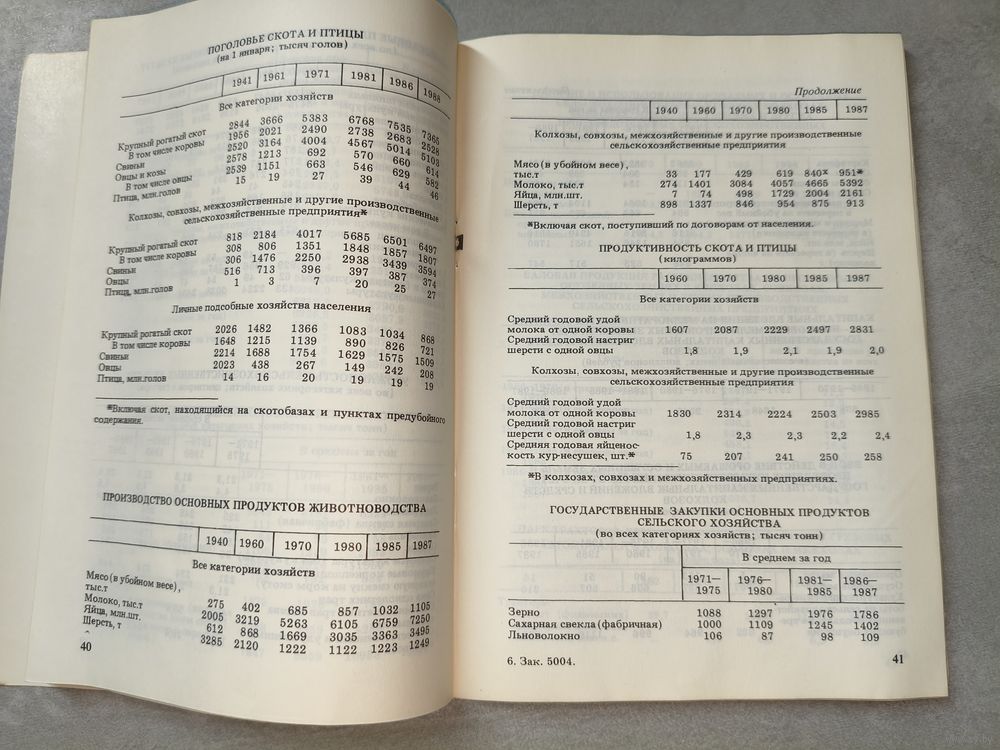 ПОГОЛОВЬЕ СКОТА И ПТИЦЫ
(на 1 января; тысяч голов)
1941 1961 1971 1981 1986 1988
Все категории хозяйств
Крупный рогатый скот 2844 3666 5383 6768 7535 7365
В том числе коровы 1956 2021 2490 2738 2683 2528
Свиньи 2520 3164 4004 4567 5014 5103
Овцы и козы 2578 1213 692 570 660 614
В том числе овцы 2539 1151 663 546 629 582
Птица, млн.голов 15 19 27 39 44 46
Колхозы, совхозы, межхозяйственные и другие производственные
сельскохозяйственные предприятия*
Крупный рогатый скот 818 2184 4017 5685 6501 6497
В том числе коровы 308 806 1351 1848 1857 1807
Свиньи 306 1476 2250 2938 3439 3594
Овцы 516 713 396 397 387 374
Птица, млн.голов 1 3 7 20 25 27
Личные подсобные хозяйства населения
Крупный рогатый скот 2026 1482 1366 1083 1034 868
В том числе коровы 1648 1215 1139 890 826 721
Свиньи 2214 1688 1754 1629 1575 1509
Овцы 2023 438 267 149 242 208
Птица, млн.голов 14 16 20 19 19 19
*Включая скот, находящийся на скотобазах и пунктах предубойного
содержания.
ПРОИЗВОДСТВО ОСНОВНЫХ ПРОДУКТОВ ЖИВОТНОВОДСТВА
1940 1960 1970 1980 1985 1987
Все категории хозяйств
Мясо (в убойном весе),
тыс.т 275 402 685 857 1032 1105
Молоко, тыс.т 2005 3219 5263 6105 6759 7250
Яйца, млн.шт. 612 868 1669 3035 3363 3495
Шерсть, т 3285 2120 1222 1122 1223 1249
40
Продолжение
1940 1960 1970 1980 1985 1987
Колхозы, совхозы, межхозяйственные и другие производственные
сельскохозяйственные предприятия
Мясо (в убойном весе),
тыс.т 33 177 429 619 840* 951*
Молоко, тыс.т 274 1401 3084 4057 4665 5392
Яйца, млн.шт. 7 74 498 1729 2004 2161
Шерсть, т 898 1337 846 954 875 913
*Включая скот, поступивший по договорам от населения.
ПРОДУКТИВНОСТЬ СКОТА И ПТИЦЫ
(килограммов)
1960 1970 1980 1985 1987
Все категории хозяйств
Средний годовой удой
молока от одной коровы 1607 2087 2229 2497 2831
Средний годовой настриг
шерсти с одной овцы 1,8 1,9 2,1 1,9 2,0
Колхозы, совхозы, межхозяйственные и другие производственные
сельскохозяйственные предприятия
Средний годовой удой
молока от одной коровы 1830 2314 2224 2503 2985
Средний годовой настриг
шерсти с одной овцы 1,8 2,3 2,3 2,2 2,4
Средняя годовая яйценос-
кость кур-несушек, шт.* 75 207 241 250 258
*В колхозах, совхозах и межхозяйственных предприятиях.
ГОСУДАРСТВЕННЫЕ ЗАКУПКИ ОСНОВНЫХ ПРОДУКТОВ
СЕЛЬСКОГО ХОЗЯЙСТВА
(во всех категориях хозяйств; тысяч тонн)
В среднем за год
1971— 1976— 1981— 1986—
1975 1980 1985 1987
Зерно 1088 1297 1976 1786
Сахарная свекла (фабричная) 1000 1109 1245 1402
Льноволокно 106 87 98 109
6. Зак. 5004.
41